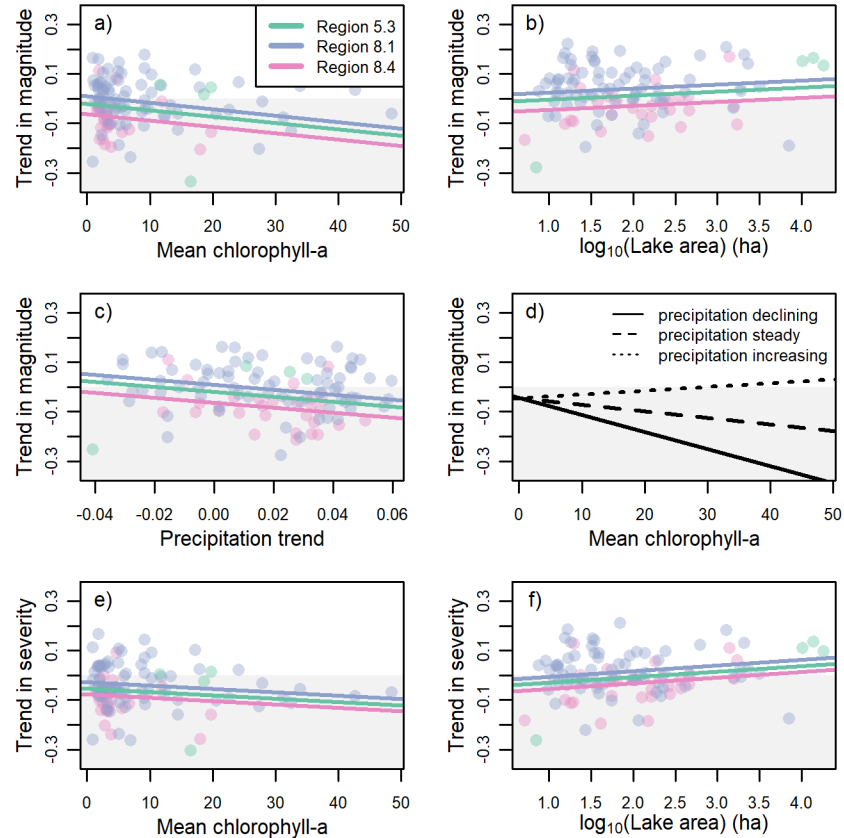 a)
Region 5.3
Region 8.1
Region 8.4
Trend in magnitude
0.3
0.1
-0.1
-0.3
0 10 20 30 40 50
Mean chlorophyll-a
b)
Trend in magnitude
0.3
0.1
-0.1
-0.3
1.0 1.5 2.0 2.5 3.0 3.5 4.0
log10(Lake area) (ha)
c)
Trend in magnitude
0.3
0.1
-0.1
-0.3
-0.04 -0.02 0.00 0.02 0.04 0.06
Precipitation trend
d)
precipitation declining
precipitation steady
precipitation increasing
Trend in magnitude
0.3
0.1
-0.1
-0.3
0 10 20 30 40 50
Mean chlorophyll-a
e)
Trend in severity
0.3
0.1
-0.1
-0.3
0 10 20 30 40 50
Mean chlorophyll-a
f)
Trend in severity
0.3
0.1
-0.1
-0.3
1.0 1.5 2.0 2.5 3.0 3.5 4.0
log10(Lake area) (ha)